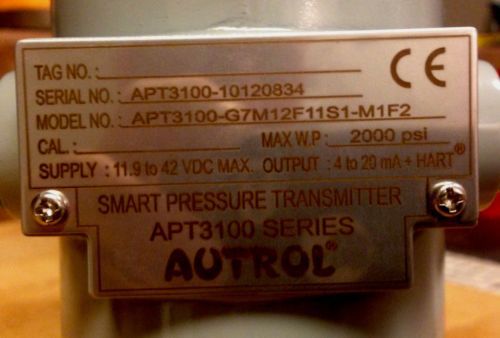 TAG NO. :
CE
SERIAL NO. : APT3100-10120834
MODEL NO. : APT3100-G7M12F11S1-M1F2
CAL. : MAX W.P : 2000 psi
SUPPLY : 11.9 to 42 VDC MAX. OUTPUT : 4 to 20 mA + HART®
SMART PRESSURE TRANSMITTER
APT3100 SERIES
AUTROL®